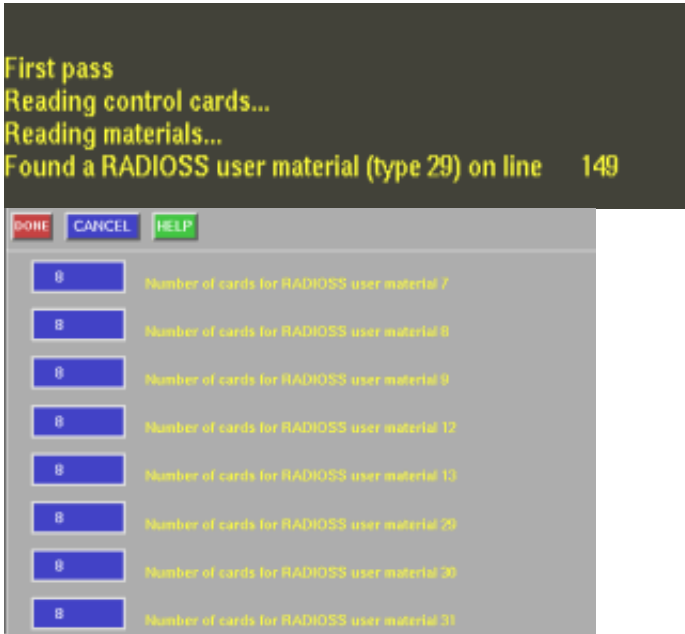 First pass
Reading control cards...
Reading materials...
Found a RADIOSS user material (type 29) on line 149
DONE CANCEL HELP
8 Number of cards for RADIOSS user material 7
8 Number of cards for RADIOSS user material 8
8 Number of cards for RADIOSS user material 9
8 Number of cards for RADIOSS user material 12
8 Number of cards for RADIOSS user material 13
8 Number of cards for RADIOSS user material 29
8 Number of cards for RADIOSS user material 30
8 Number of cards for RADIOSS user material 31